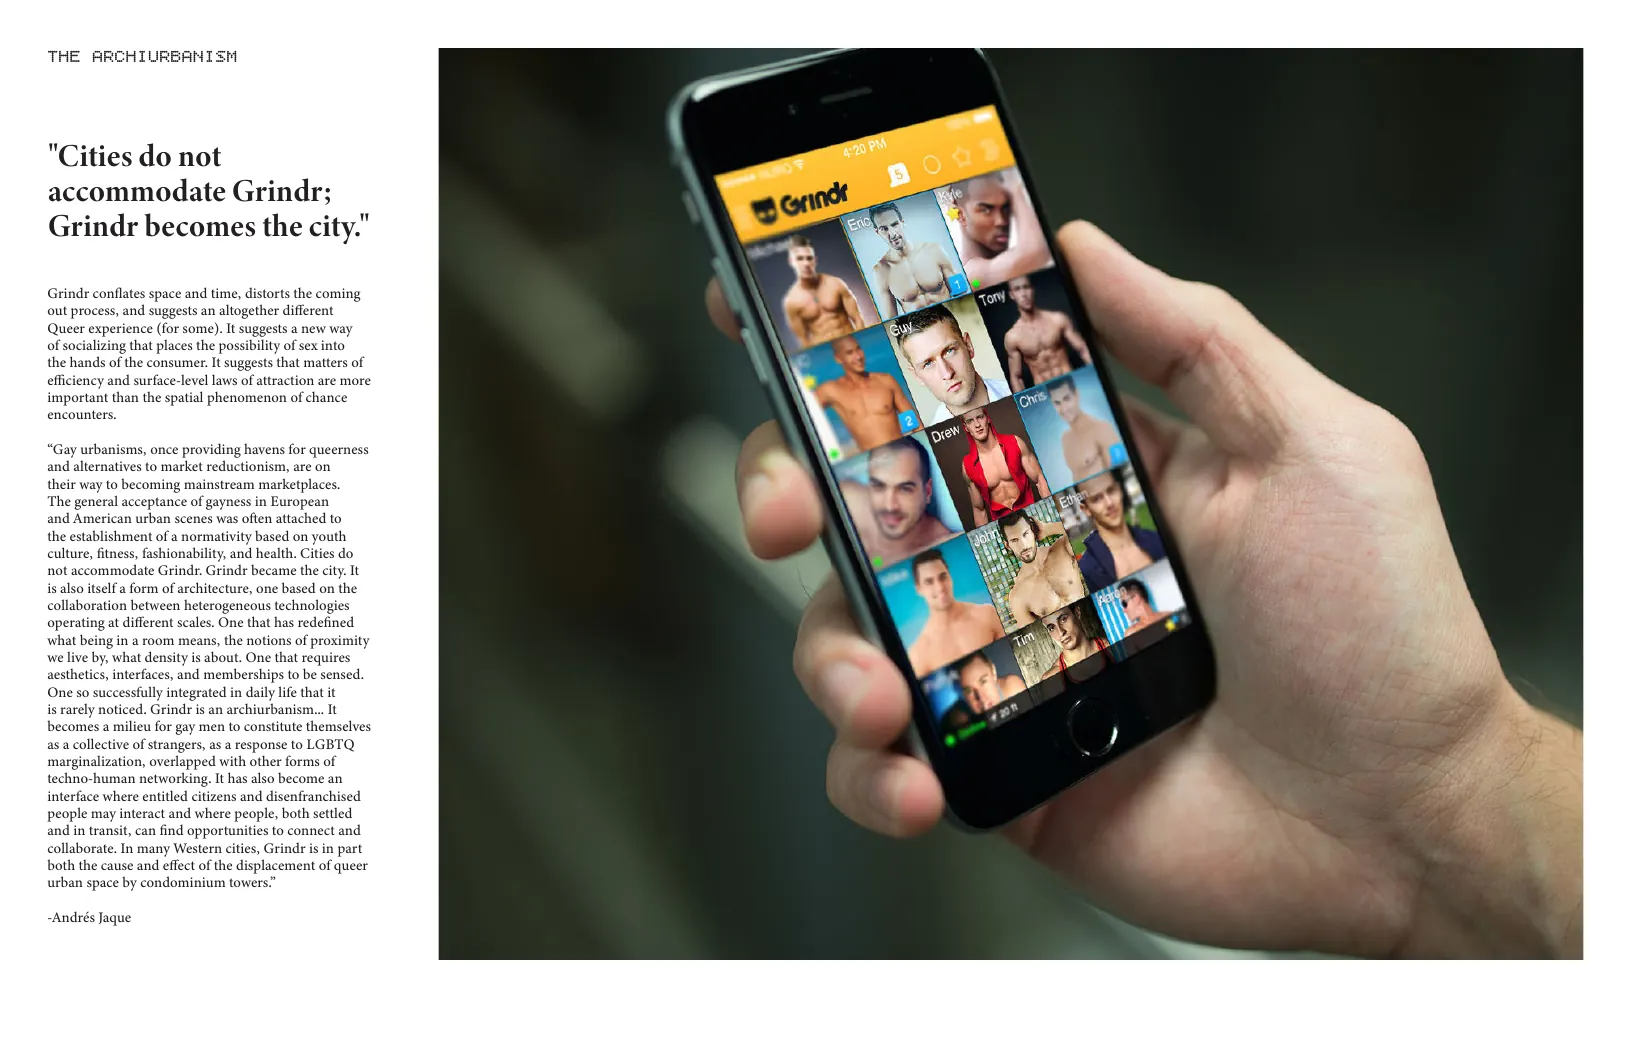 THE ARCHIURBANISM
"Cities do not
accommodate Grindr;
Grindr becomes the city."
Grindr conflates space and time, distorts the coming
out process, and suggests an altogether different
Queer experience (for some). It suggests a new way
of socializing that places the possibility of sex into
the hands of the consumer. It suggests that matters of
efficiency and surface-level laws of attraction are more
important than the spatial phenomenon of chance
encounters.
“Gay urbanisms, once providing havens for queerness
and alternatives to market reductionism, are on
their way to becoming mainstream marketplaces.
The general acceptance of gayness in European
and American urban scenes was often attached to
the establishment of a normativity based on youth
culture, fitness, fashionability, and health. Cities do
not accommodate Grindr. Grindr became the city. It
is also itself a form of architecture, one based on the
collaboration between heterogeneous technologies
operating at different scales. One that has redefined
what being in a room means, the notions of proximity
we live by, what density is about. One that requires
aesthetics, interfaces, and memberships to be sensed.
One so successfully integrated in daily life that it
is rarely noticed. Grindr is an archiurbanism... It
becomes a milieu for gay men to constitute themselves
as a collective of strangers, as a response to LGBTQ
marginalization, overlapped with other forms of
techno-human networking. It has also become an
interface where entitled citizens and disenfranchised
people may interact and where people, both settled
and in transit, can find opportunities to connect and
collaborate. In many Western cities, Grindr is in part
both the cause and effect of the displacement of queer
urban space by condominium towers.”
-Andrés Jaque
4:20 PM
Grindr
5
Eric
Kyle
1
Guy
Tony
2
Drew
Chris
John
Ethan
Tim
Aaron
20 ft